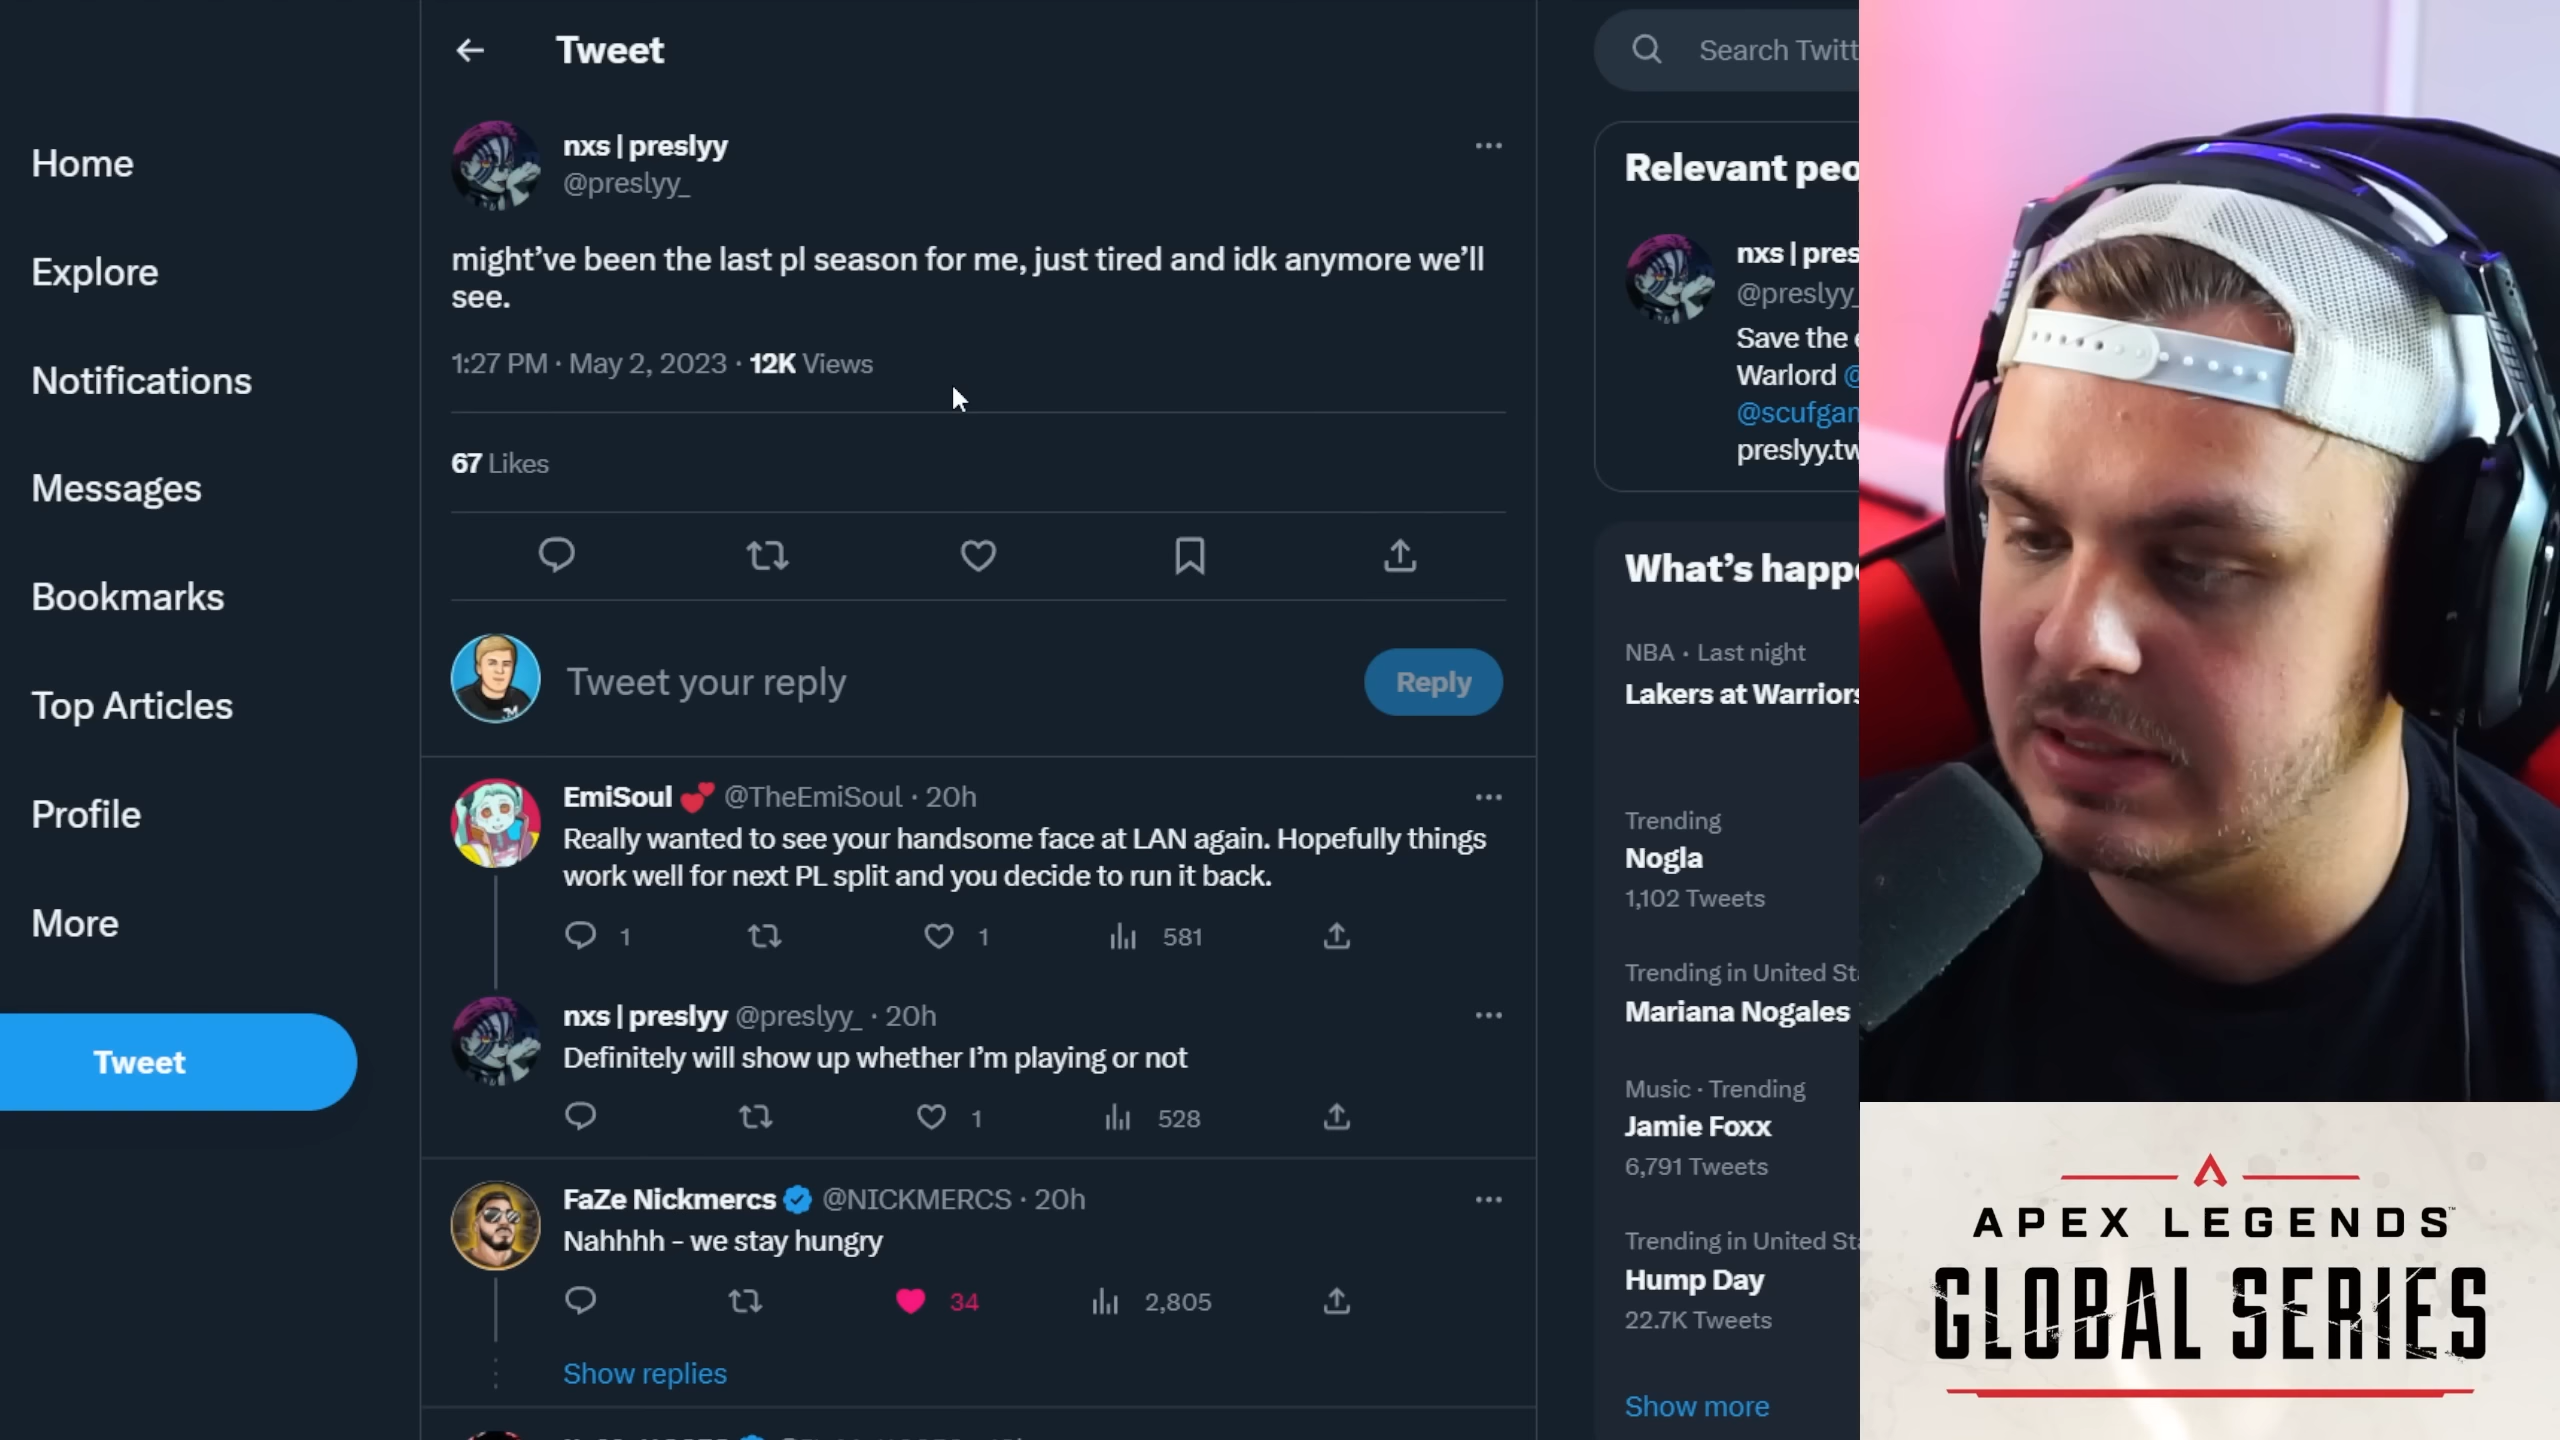 Tweet
Search Twitt
Home
Explore
Notifications
Messages
Bookmarks
Top Articles
Profile
More
Tweet
nxs | preslyy
@preslyy_
might’ve been the last pl season for me, just tired and idk anymore we’ll
see.
1:27 PM · May 2, 2023 · 12K Views
67 Likes
Tweet your reply
Reply
EmiSoul 💕 @TheEmiSoul · 20h
Really wanted to see your handsome face at LAN again. Hopefully things
work well for next PL split and you decide to run it back.
1 1 581
nxs | preslyy @preslyy_ · 20h
Definitely will show up whether I’m playing or not
1 528
FaZe Nickmercs @NICKMERCS · 20h
Nahhhh - we stay hungry
34 2,805
Show replies
Relevant peo
nxs | pres
@preslyy_
Save the
Warlord @
@scufgam
preslyy.tw
What’s happe
NBA · Last night
Lakers at Warriors
Trending
Nogla
1,102 Tweets
Trending in United St
Mariana Nogales
Music · Trending
Jamie Foxx
6,791 Tweets
Trending in United St
Hump Day
22.7K Tweets
Show more
APEX LEGENDS™
GLOBAL SERIES